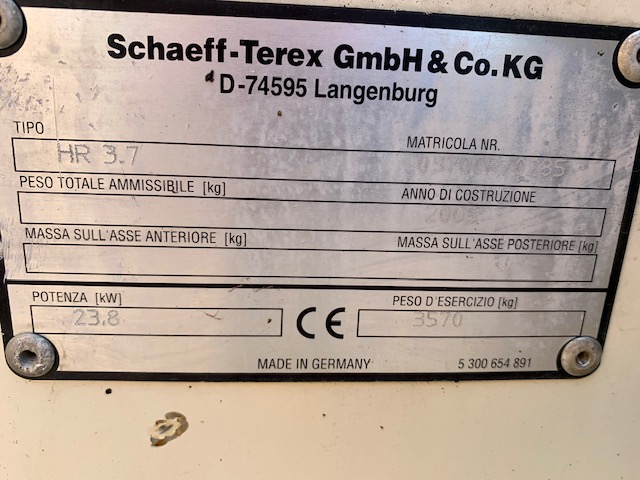 Schaeff-Terex GmbH & Co. KG
D-74595 Langenburg
TIPO
MATRICOLA NR.
HR 3.7
PESO TOTALE AMMISSIBILE [kg]
ANNO DI COSTRUZIONE
MASSA SULL'ASSE ANTERIORE [kg]
MASSA SULL'ASSE POSTERIORE [kg]
POTENZA [kW]
PESO D'ESERCIZIO [kg]
23.8
CE
3570
MADE IN GERMANY
5 300 654 891